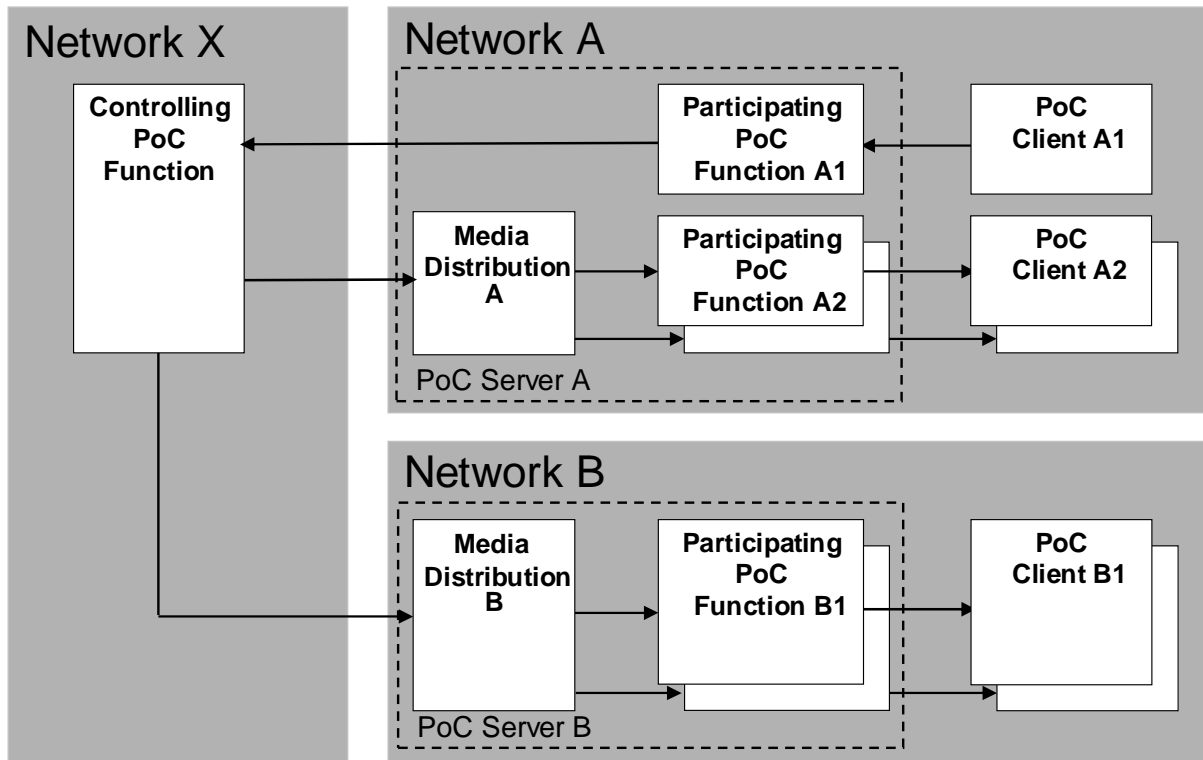 Network X
Controlling
PoC
Function
Network A
Participating
PoC
Function A1
PoC
Client A1
Media
Distribution
A
Participating
PoC
Function A2
PoC
Client A2
PoC Server A
Network B
Media
Distribution
B
Participating
PoC
Function B1
PoC
Client B1
PoC Server B